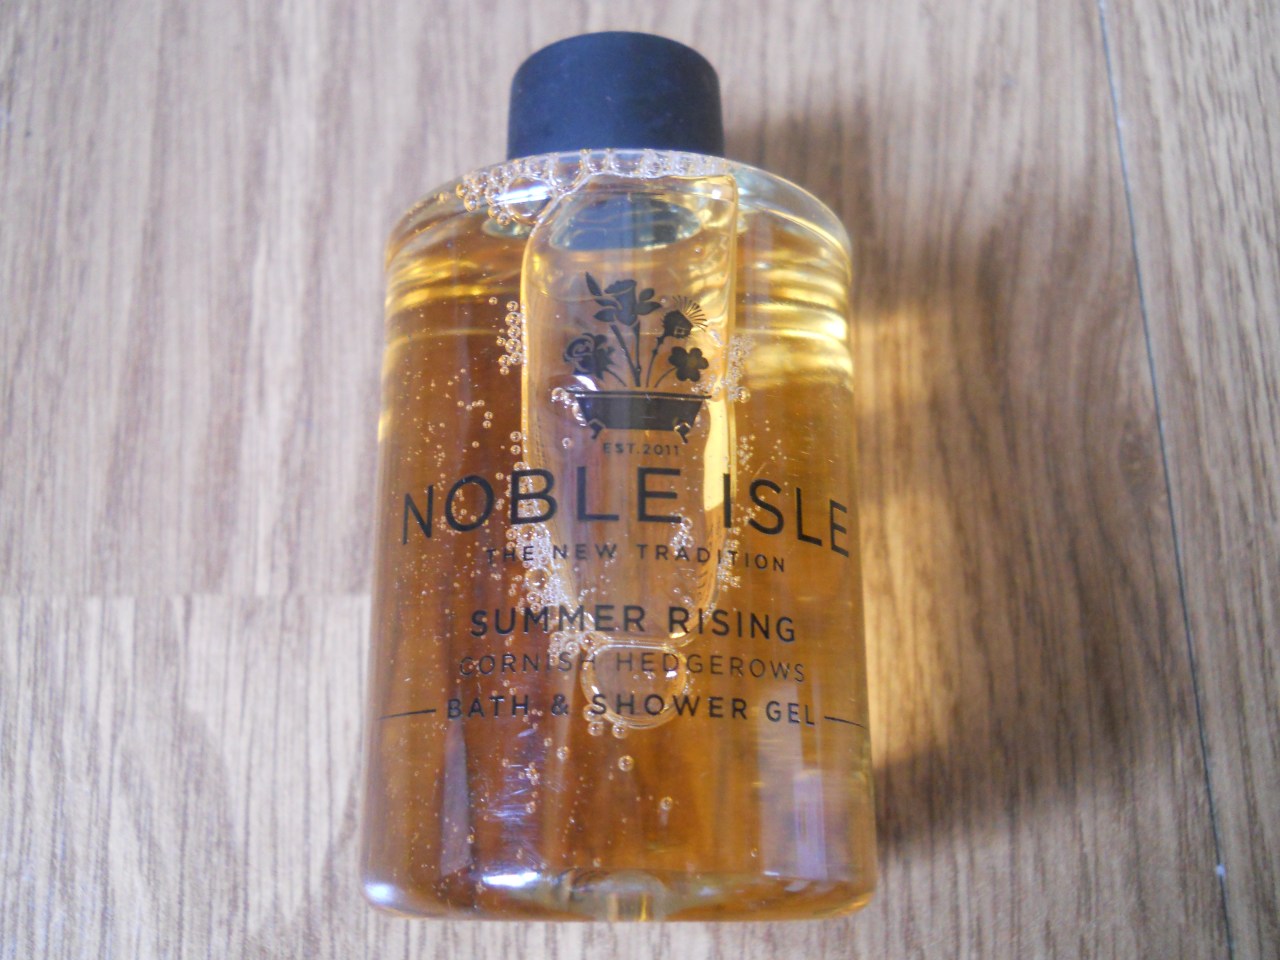 EST.2011
NOBLE ISLE
THE NEW TRADITION
SUMMER RISING
CORNISH HEDGEROWS
BATH & SHOWER GEL